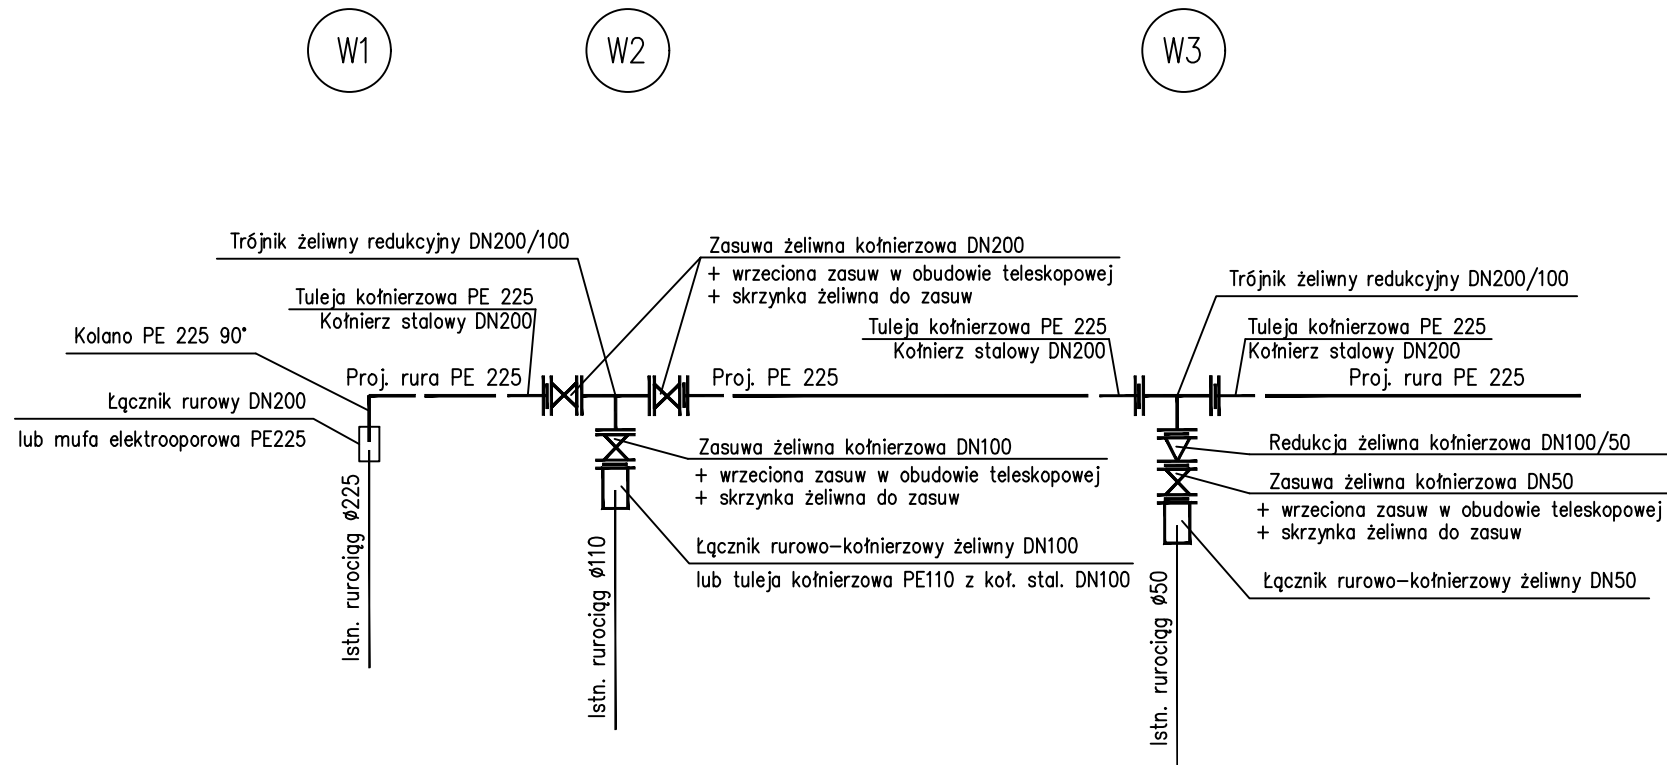 W1
W2
W3
Trójnik żeliwny redukcyjny DN200/100
Zasuwa żeliwna kołnierzowa DN200
+ wrzeciona zasuw w obudowie teleskopowej
+ skrzynka żeliwna do zasuw
Trójnik żeliwny redukcyjny DN200/100
Tuleja kołnierzowa PE 225
Kołnierz stalowy DN200
Tuleja kołnierzowa PE 225
Kołnierz stalowy DN200
Tuleja kołnierzowa PE 225
Kołnierz stalowy DN200
Kolano PE 225 90°
Proj. rura PE 225
Proj. PE 225
Proj. rura PE 225
Łącznik rurowy DN200
lub mufa elektrooporowa PE225
Zasuwa żeliwna kołnierzowa DN100
+ wrzeciona zasuw w obudowie teleskopowej
+ skrzynka żeliwna do zasuw
Redukcja żeliwna kołnierzowa DN100/50
Zasuwa żeliwna kołnierzowa DN50
+ wrzeciona zasuw w obudowie teleskopowej
+ skrzynka żeliwna do zasuw
Łącznik rurowo-kołnierzowy żeliwny DN100
lub tuleja kołnierzowa PE110 z koł. stal. DN100
Łącznik rurowo-kołnierzowy żeliwny DN50
Istn. rurociąg ø225
Istn. rurociąg ø110
Istn. rurociąg ø50